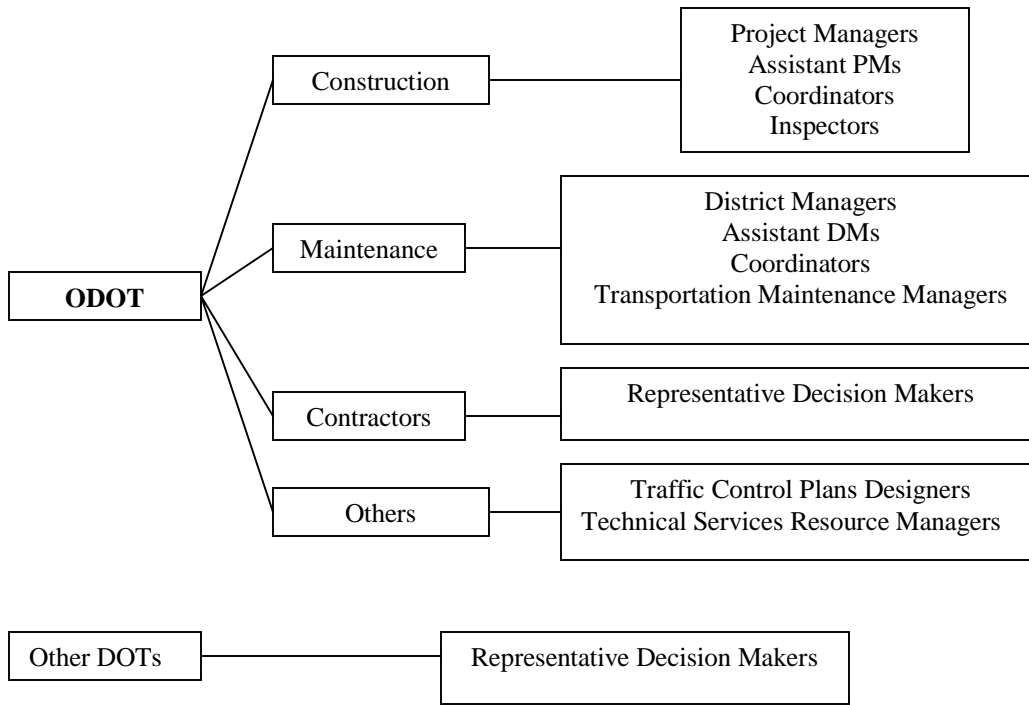 Construction
Project Managers
Assistant PMs
Coordinators
Inspectors
ODOT
Maintenance
District Managers
Assistant DMs
Coordinators
Transportation Maintenance Managers
Contractors
Representative Decision Makers
Others
Traffic Control Plans Designers
Technical Services Resource Managers
Other DOTs
Representative Decision Makers